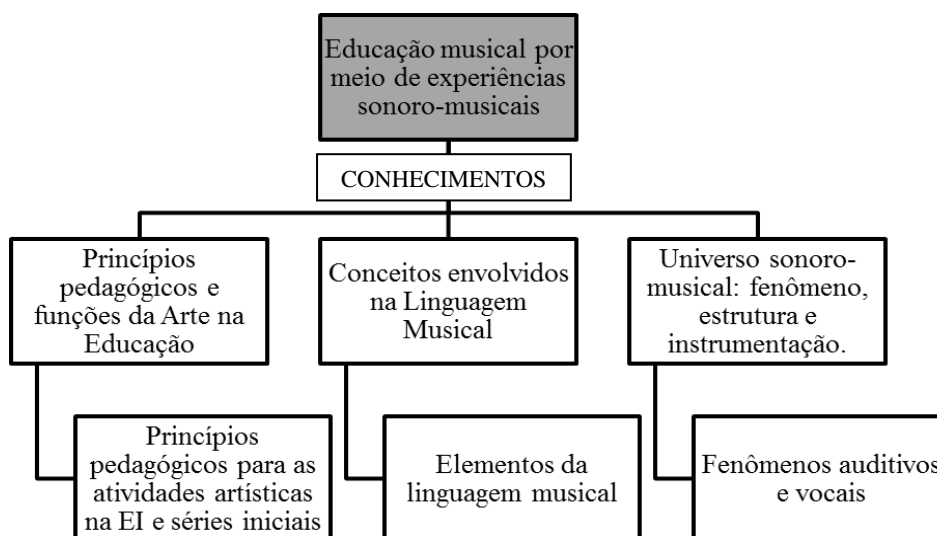 Educação musical por
meio de experiências
sonoro-musicais
CONHECIMENTOS
Princípios
pedagógicos e
funções da Arte na
Educação
Conceitos envolvidos
na Linguagem
Musical
Universo sonoro-
musical: fenômeno,
estrutura e
instrumentação.
Princípios
pedagógicos para as
atividades artísticas
na EI e séries iniciais
Elementos da
linguagem musical
Fenômenos auditivos
e vocais